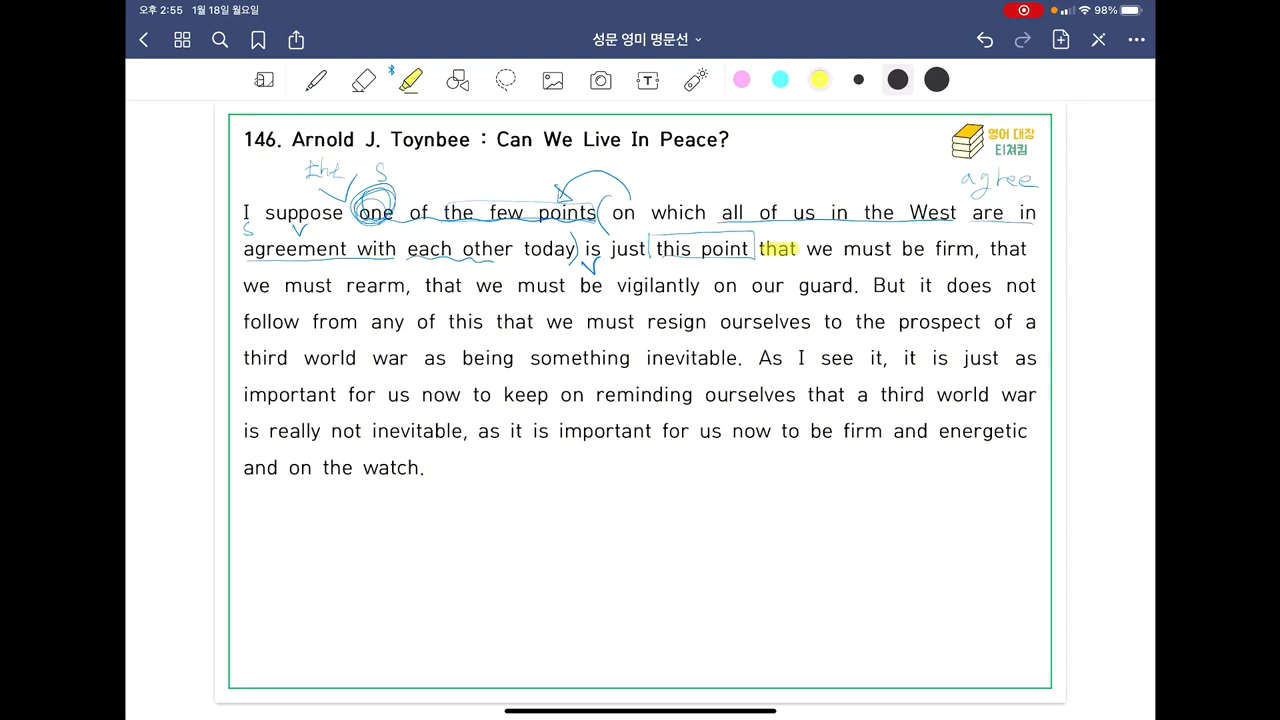 오후 2:55 1월 18일 월요일
98%
성문 영미 명문선
146. Arnold J. Toynbee : Can We Live In Peace?
영어 대장
티쳐킴
the S
agree
I suppose one of the few points on which all of us in the West are in
S V
agreement with each other today is just this point that we must be firm, that
V
we must rearm, that we must be vigilantly on our guard. But it does not
follow from any of this that we must resign ourselves to the prospect of a
third world war as being something inevitable. As I see it, it is just as
important for us now to keep on reminding ourselves that a third world war
is really not inevitable, as it is important for us now to be firm and energetic
and on the watch.